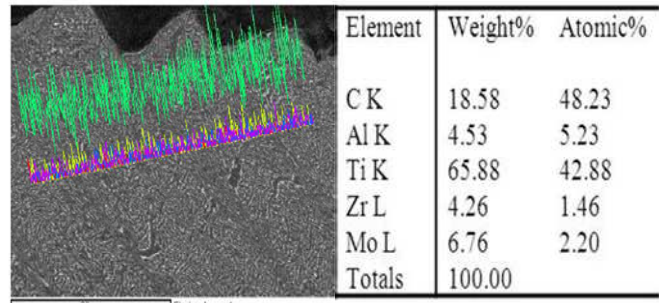 Element Weight% Atomic%
C K 18.58 48.23
Al K 4.53 5.23
Ti K 65.88 42.88
Zr L 4.26 1.46
Mo L 6.76 2.20
Totals 100.00